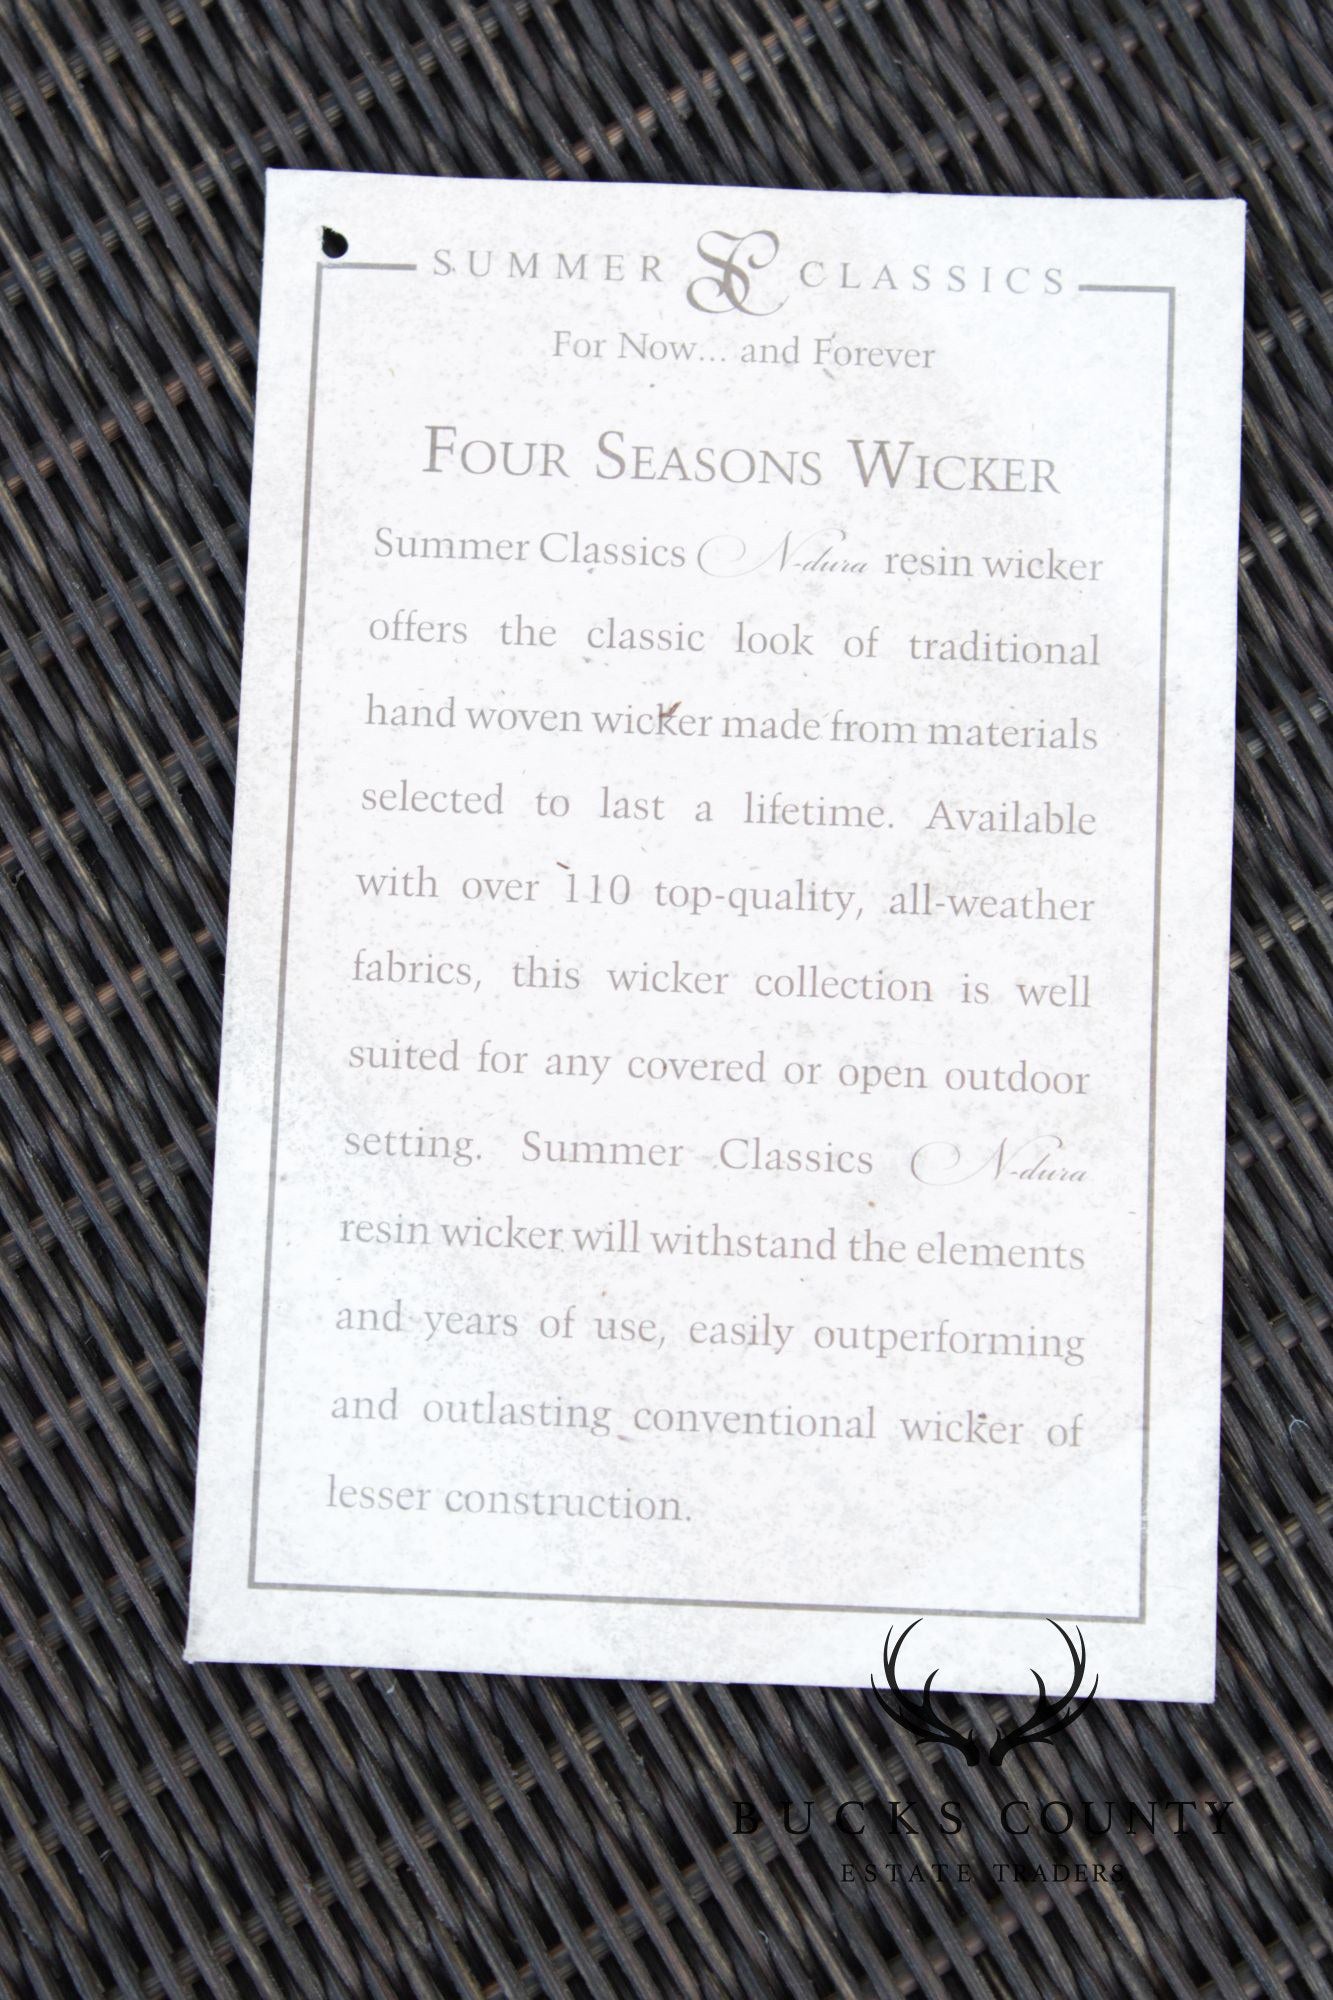 SUMMER SC CLASSICS
For Now... and Forever
FOUR SEASONS WICKER
Summer Classics N-dura resin wicker
offers the classic look of traditional
hand woven wicker made from materials
selected to last a lifetime. Available
with over 110 top-quality, all-weather
fabrics, this wicker collection is well
suited for any covered or open outdoor
setting. Summer Classics N-dura
resin wicker will withstand the elements
and years of use, easily outperforming
and outlasting conventional wicker of
lesser construction.
BUCKS COUNTY
ESTATE TRADERS